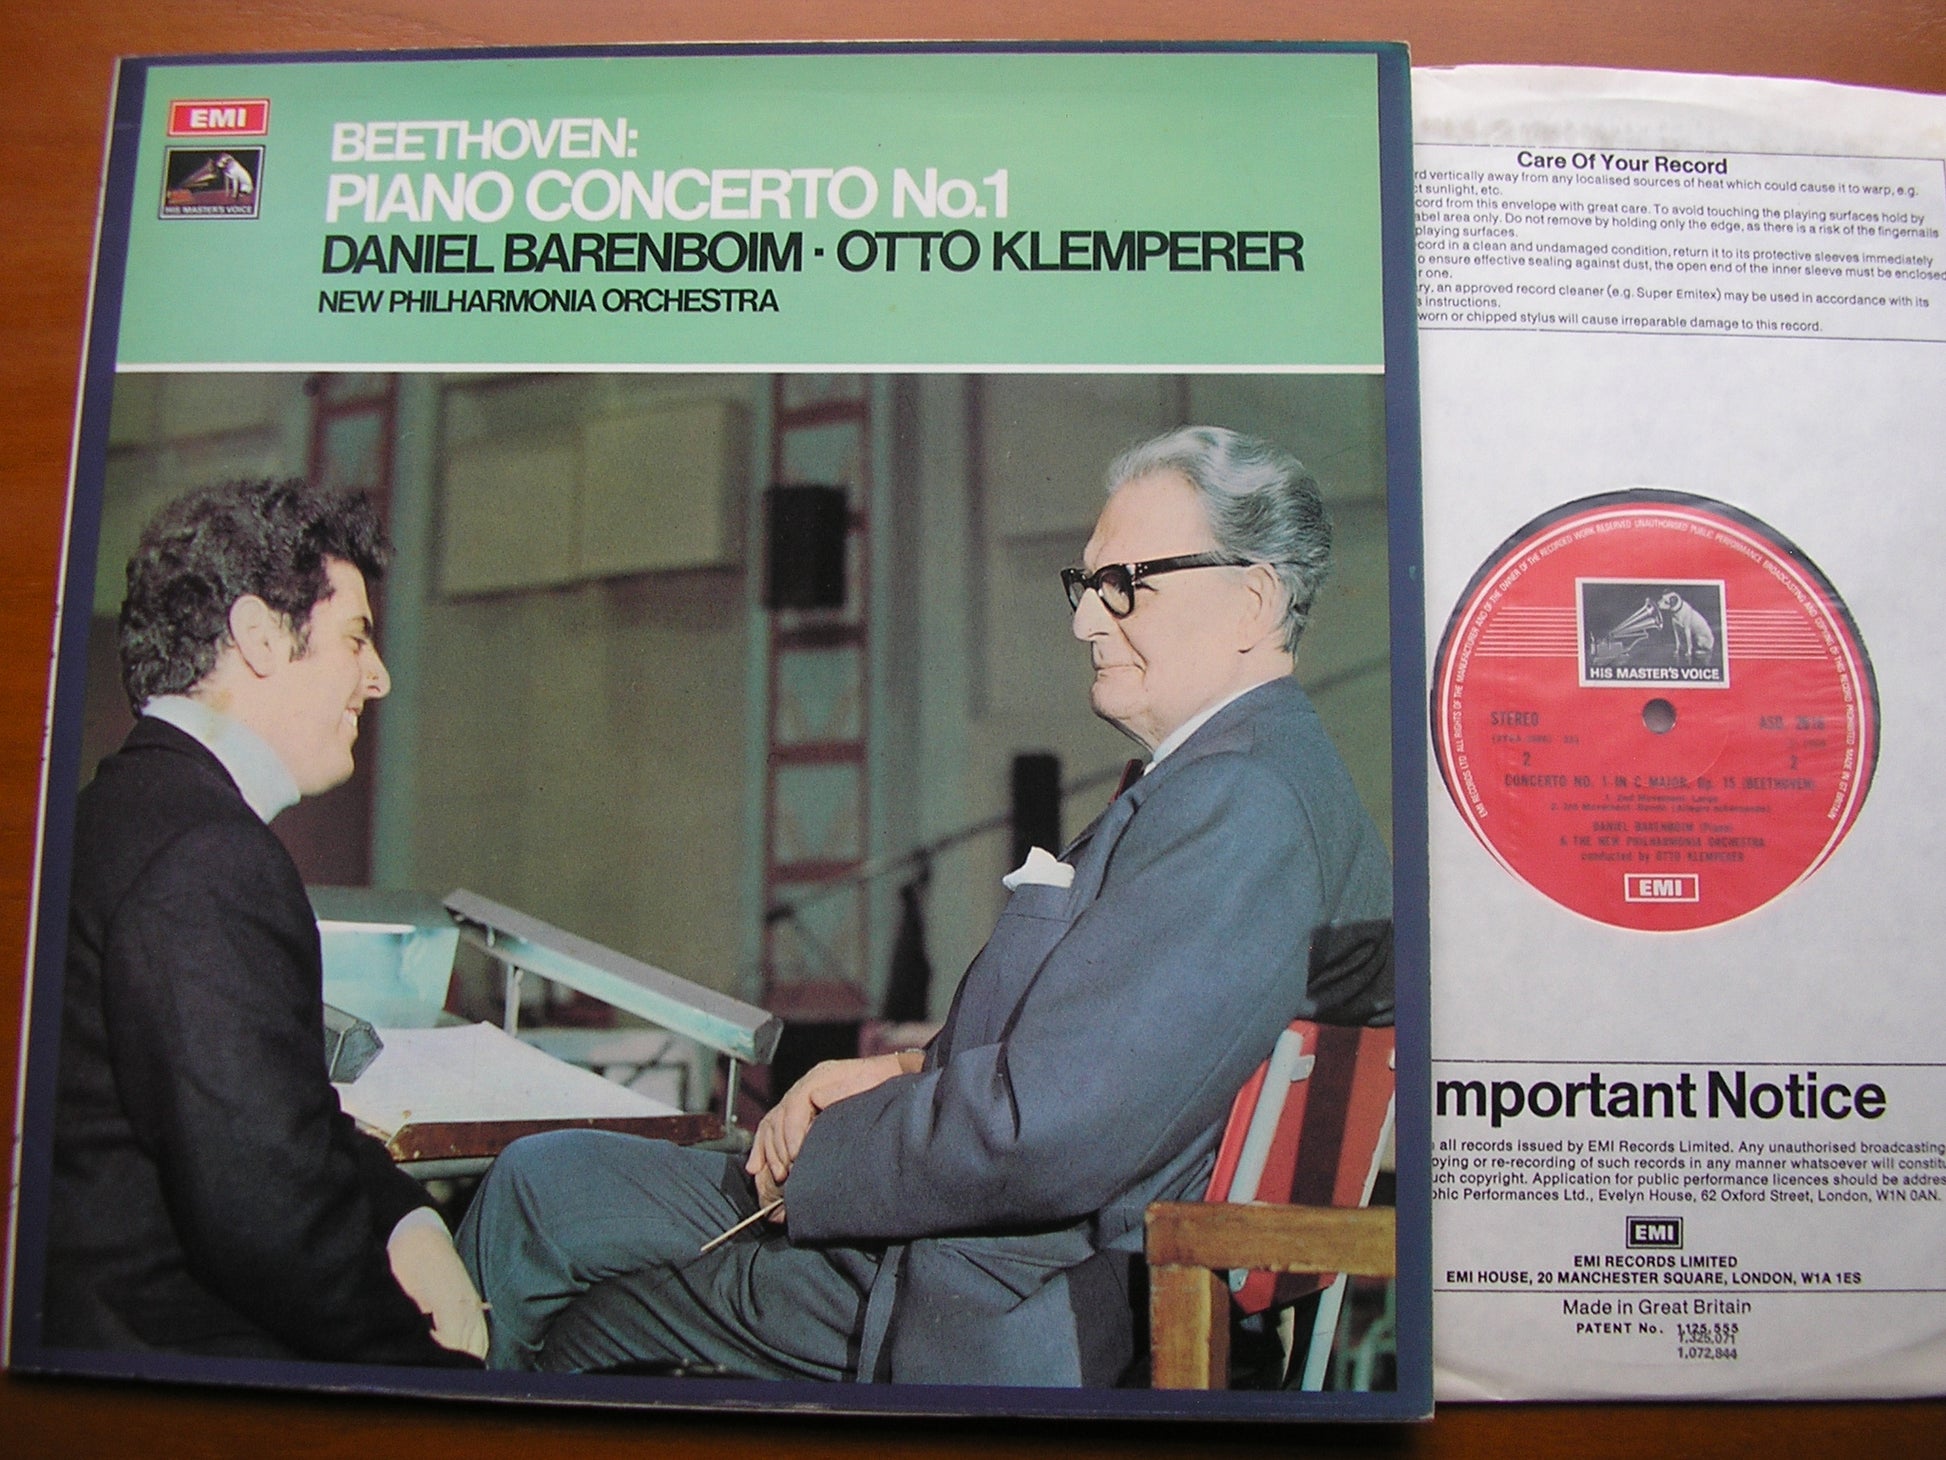 EMI
HIS MASTER'S VOICE
BEETHOVEN:
PIANO CONCERTO No.1
DANIEL BARENBOIM · OTTO KLEMPERER
NEW PHILHARMONIA ORCHESTRA
Care Of Your Record
vertically away from any localised sources of heat which could cause it to warp, e.g.
sunlight, etc.
from this envelope with great care. To avoid touching the playing surfaces hold by
area only. Do not remove by holding only the edge, as there is a risk of the fingernails
playing surfaces.
in a clean and undamaged condition, return it to its protective sleeves immediately
ensure effective sealing against dust, the open end of the inner sleeve must be enclosed
one.
an approved record cleaner (e.g. Super Emitex) may be used in accordance with its
instructions.
worn or chipped stylus will cause irreparable damage to this record.
HIS MASTER'S VOICE
STEREO
ASD
2
2
CONCERTO NO. 1 IN C MAJOR, Op. 15 (BEETHOVEN)
DANIEL BARENBOIM (Piano)
& THE NEW PHILHARMONIA ORCHESTRA
conducted by OTTO KLEMPERER
EMI
mportant Notice
all records issued by EMI Records Limited. Any unauthorised broadcasting
or re-recording of such records in any manner whatsoever will
copyright. Application for public performance licences should be
Performances Ltd., Evelyn House, 62 Oxford Street, London, W1N 0AN.
EMI
EMI RECORDS LIMITED
EMI HOUSE, 20 MANCHESTER SQUARE, LONDON, W1A 1ES
Made in Great Britain
PATENT No. 1,125,555
1,325,071
1,072,844